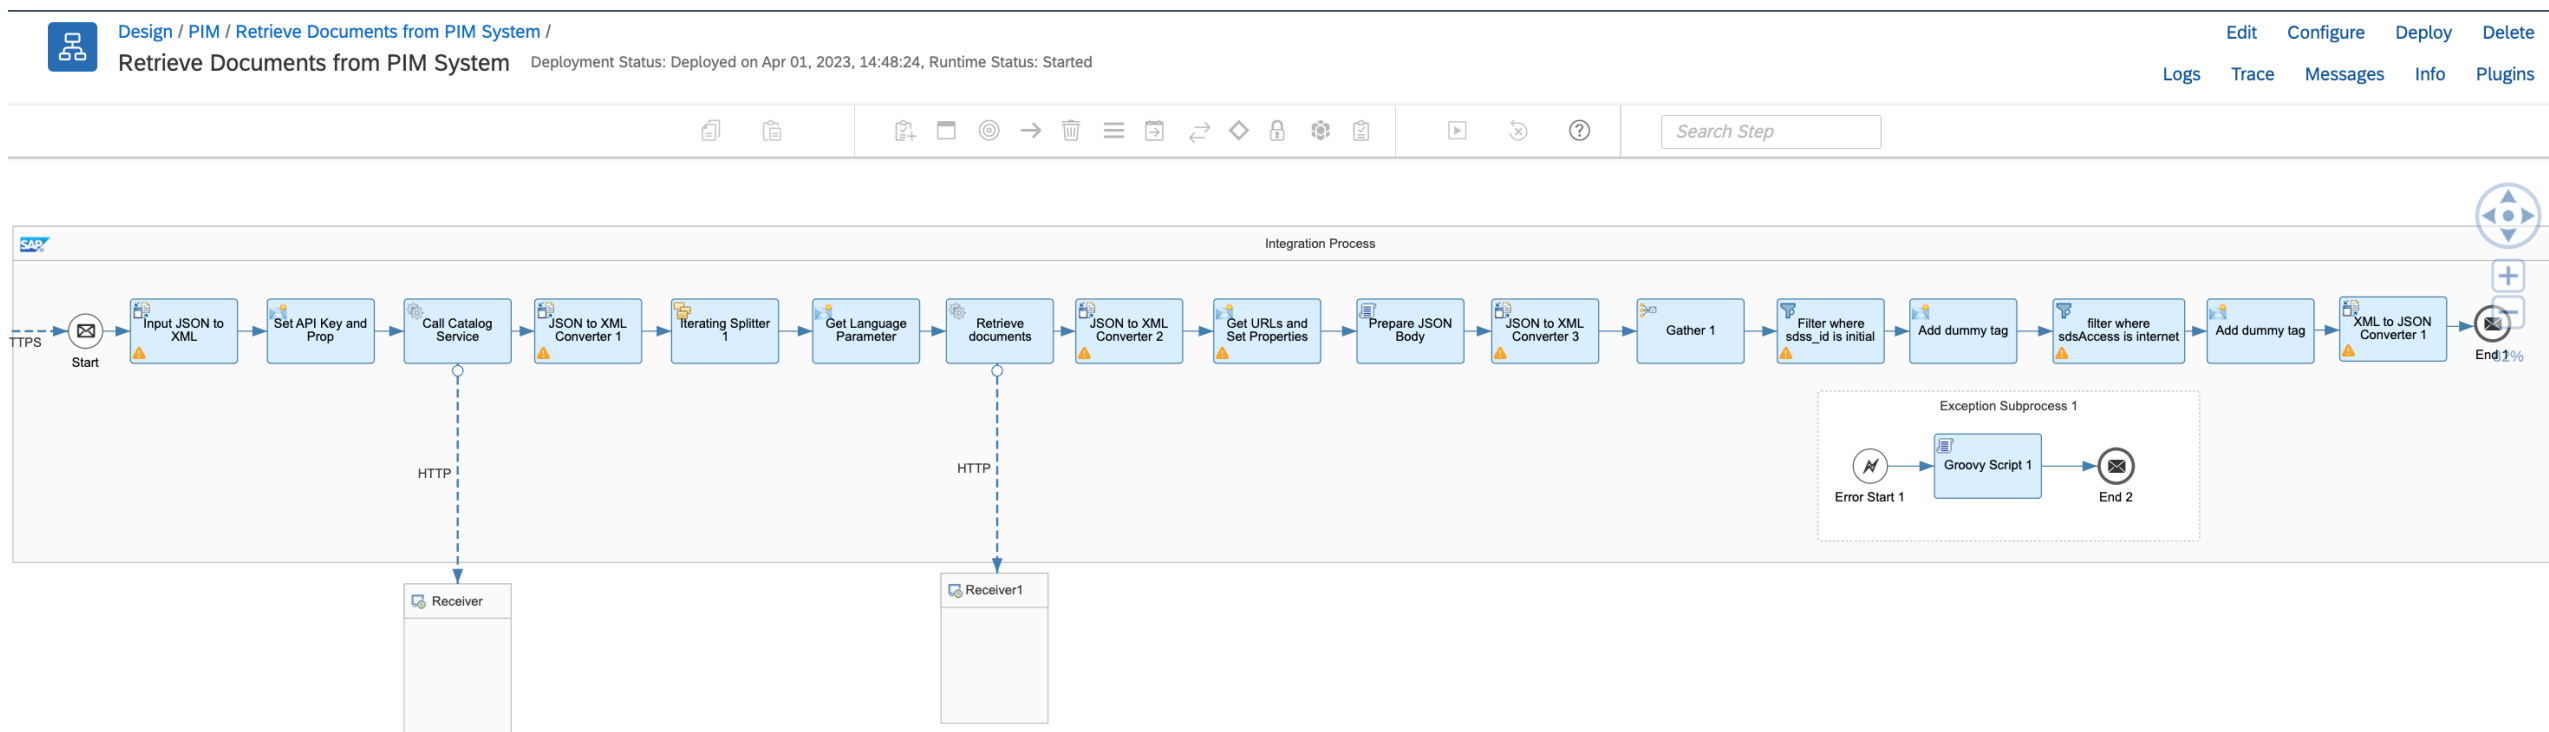 Design / PIM / Retrieve Documents from PIM System /
Edit Configure Deploy Delete
Retrieve Documents from PIM System Deployment Status: Deployed on Apr 01, 2023, 14:48:24, Runtime Status: Started
Logs Trace Messages Info Plugins
Search Step
SAP
Integration Process
TTPS
Start
Input JSON to
XML
Set API Key and
Prop
Call Catalog
Service
JSON to XML
Converter 1
Iterating Splitter
1
Get Language
Parameter
Retrieve
documents
JSON to XML
Converter 2
Get URLs and
Set Properties
Prepare JSON
Body
JSON to XML
Converter 3
Gather 1
Filter where
sdss_id is initial
Add dummy tag
filter where
sdsAccess is internet
Add dummy tag
XML to JSON
Converter 1
End 1
Exception Subprocess 1
Error Start 1
Groovy Script 1
End 2
HTTP
HTTP
Receiver
Receiver1